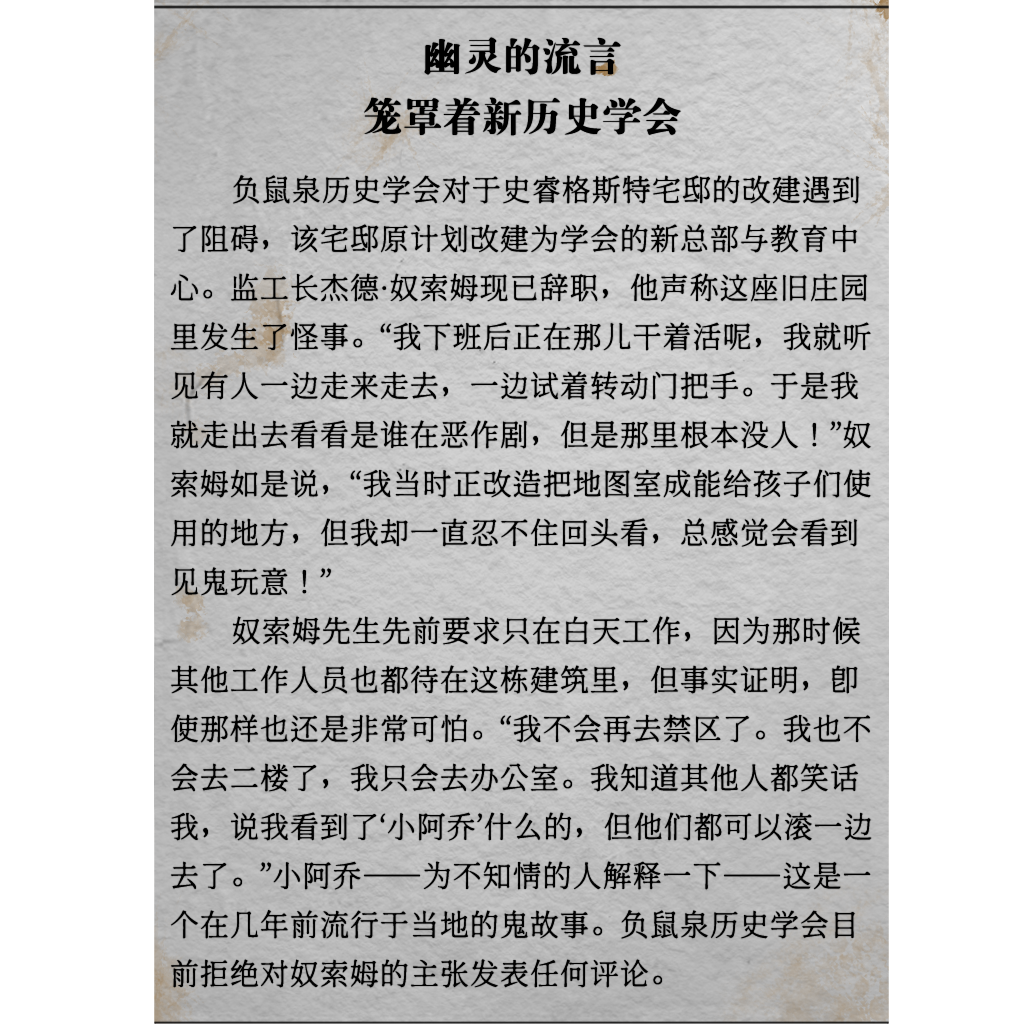 幽灵的流言
笼罩着新历史学会
负鼠泉历史学会对于史睿格斯特宅邸的改建遇到
了阻碍，该宅邸原计划改建为学会的新总部与教育中
心。监工长杰德·奴索姆现已辞职，他声称这座旧庄园
里发生了怪事。“我下班后正在那儿干着活呢，我就听
见有人一边走来走去，一边试着转动门把手。于是我
就走出去看看是谁在恶作剧，但是那里根本没人！”奴
索姆如是说，“我当时正改造把地图室成能给孩子们使
用的地方，但我却一直忍不住回头看，总感觉会看到
见鬼玩意！”
奴索姆先生先前要求只在白天工作，因为那时候
其他工作人员也都待在这栋建筑里，但事实证明，即
使那样也还是非常可怕。“我不会再去禁区了。我也不
会去二楼了，我只会去办公室。我知道其他人都笑话
我，说我看到了‘小阿乔’什么的，但他们都可以滚一边
去了。”小阿乔——为不知情的人解释一下——这是一
个在几年前流行于当地的鬼故事。负鼠泉历史学会目
前拒绝对奴索姆的主张发表任何评论。